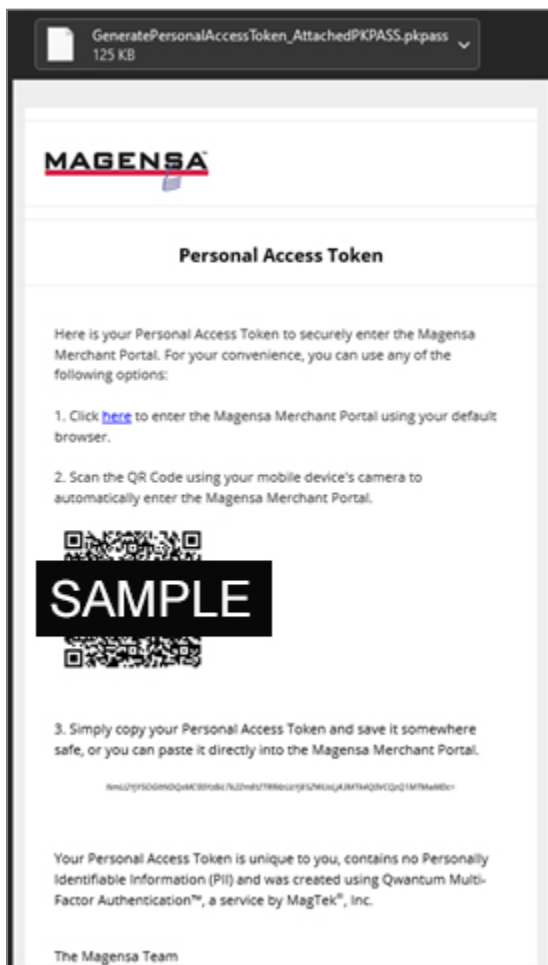 GeneratePersonalAccessToken_AttachedPKPASS.pkpass
125 KB
MAGENSA™
Personal Access Token
Here is your Personal Access Token to securely enter the Magensa
Merchant Portal. For your convenience, you can use any of the
following options:
1. Click here to enter the Magensa Merchant Portal using your default
browser.
2. Scan the QR Code using your mobile device's camera to
automatically enter the Magensa Merchant Portal.
SAMPLE
3. Simply copy your Personal Access Token and save it somewhere
safe, or you can paste it directly into the Magensa Merchant Portal.
Your Personal Access Token is unique to you, contains no Personally
Identifiable Information (PII) and was created using Qwantum Multi-
Factor Authentication™, a service by MagTek®, Inc.
The Magensa Team